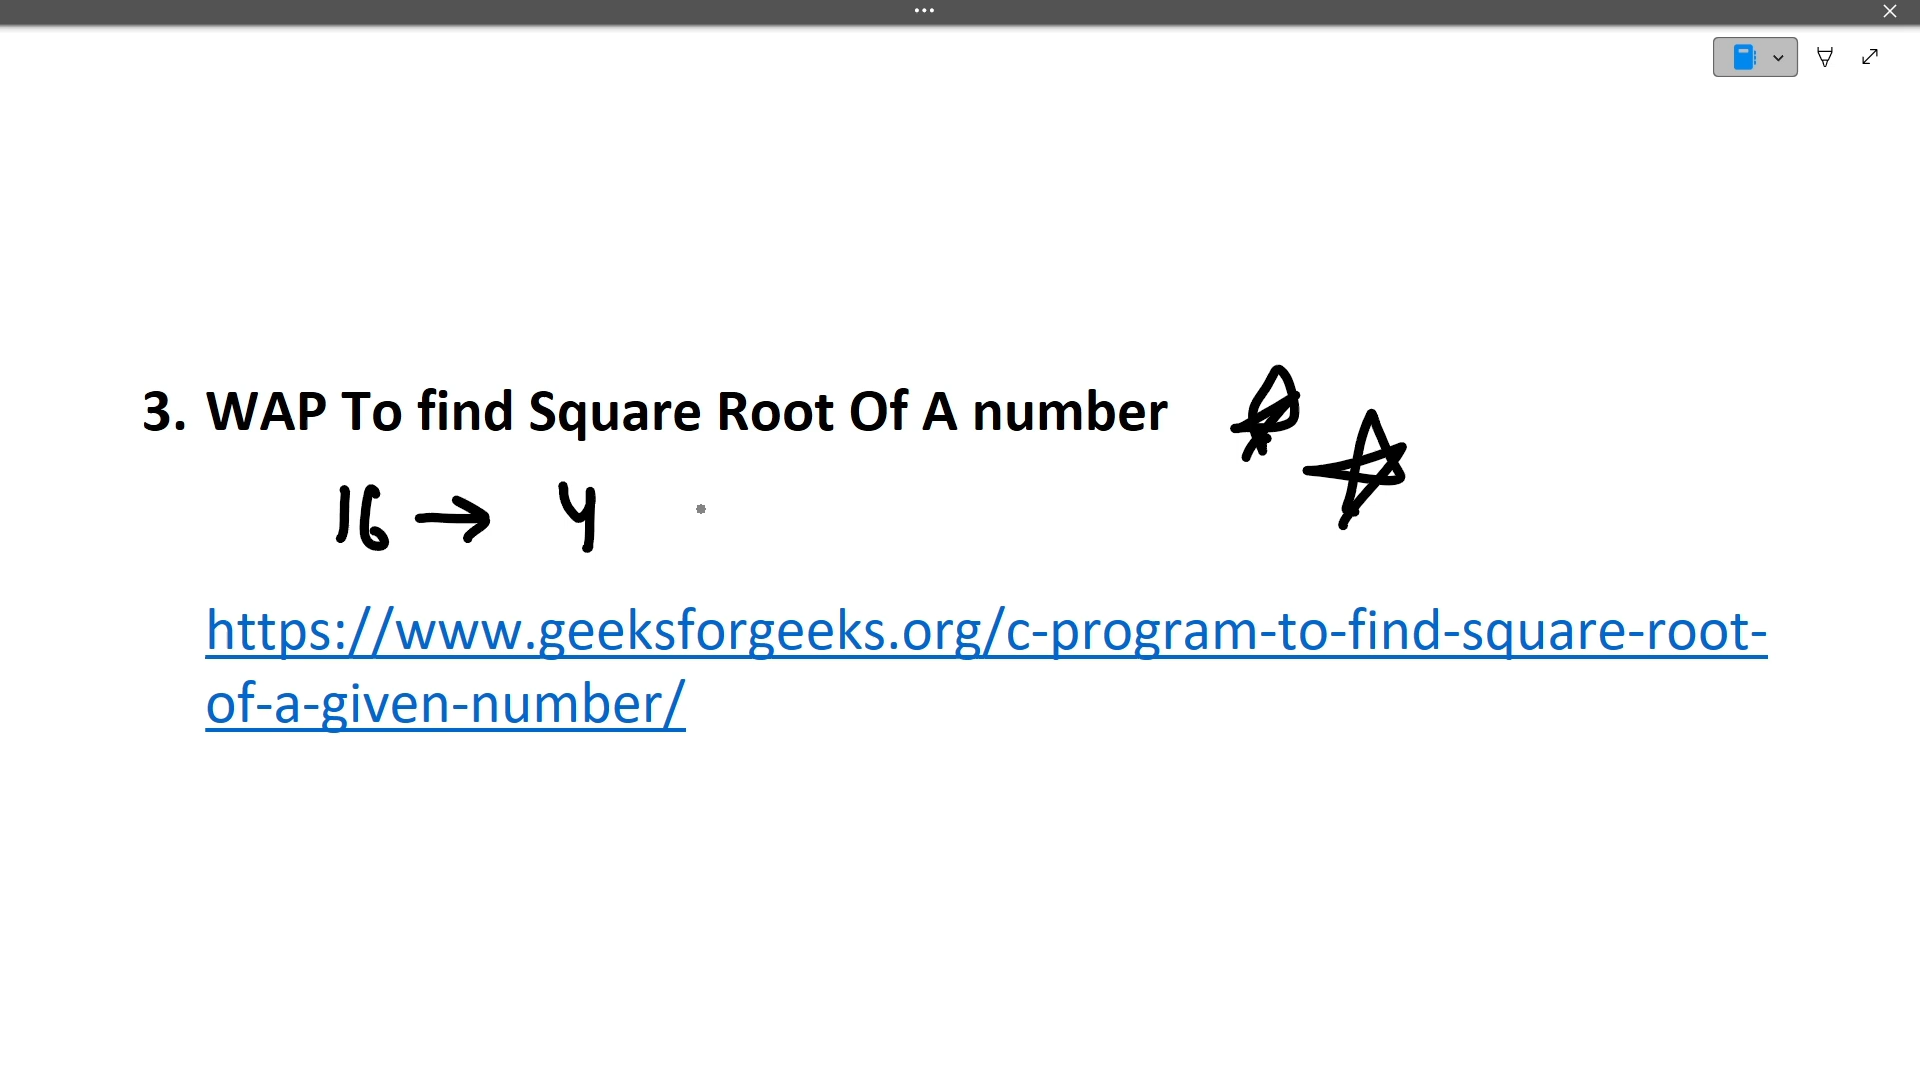 3. WAP To find Square Root Of A number
16 → 4
https://www.geeksforgeeks.org/c-program-to-find-square-root-
of-a-given-number/